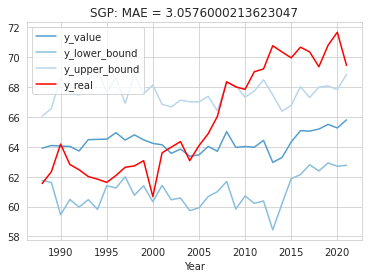 SGP: MAE = 3.0576000213623047
y_value
y_lower_bound
y_upper_bound
y_real
72
70
68
66
64
62
60
58
1990
1995
2000
2005
2010
2015
2020
Year